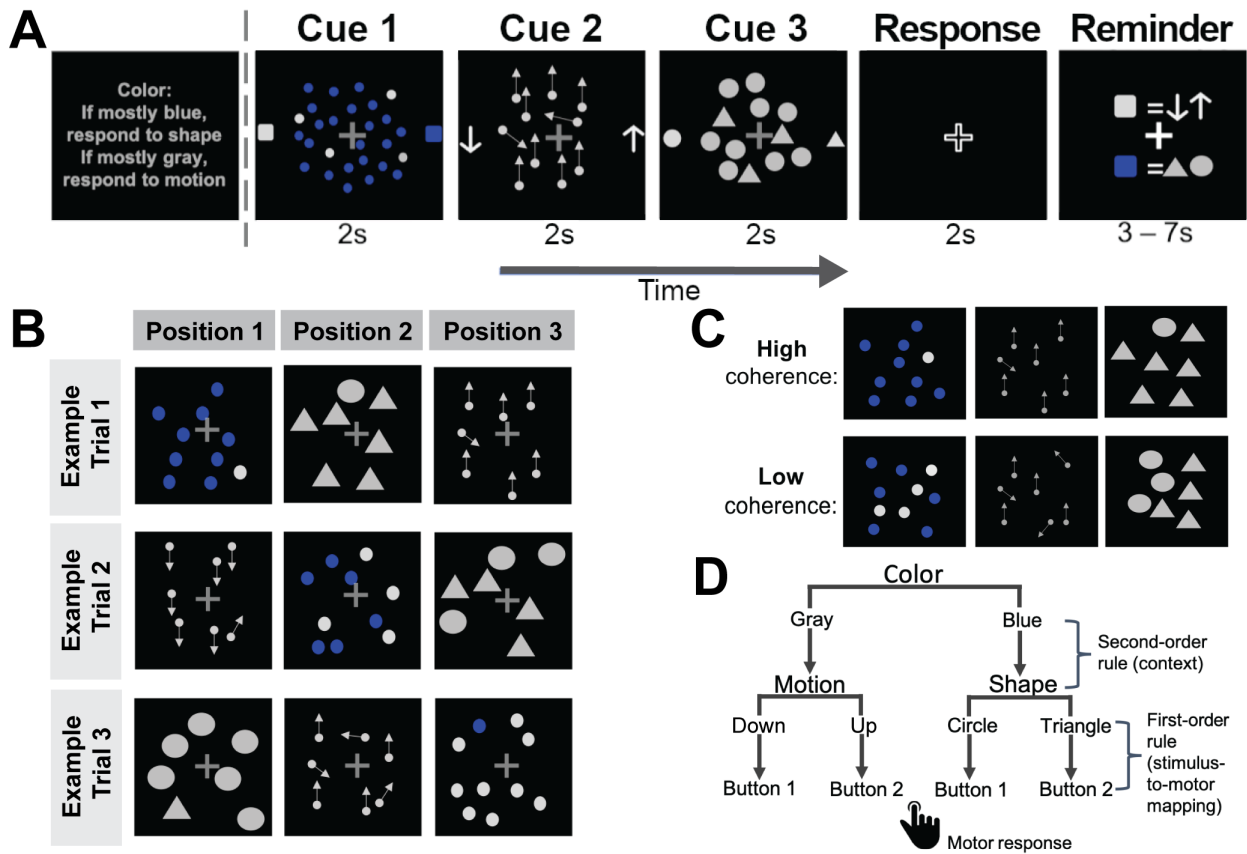 A
Cue 1
Cue 2
Cue 3
Response
Reminder
Color:
If mostly blue,
respond to shape
If mostly gray,
respond to motion
=
=
2s
2s
2s
2s
3 – 7s
Time
B
Position 1
Position 2
Position 3
Example
Trial 1
Example
Trial 2
Example
Trial 3
C
High
coherence:
Low
coherence:
D
Color
Gray
Blue
Second-order
rule (context)
Motion
Shape
Down
Up
Circle
Triangle
First-order
rule
(stimulus-
to-motor
mapping)
Button 1
Button 2
Button 1
Button 2
Motor response